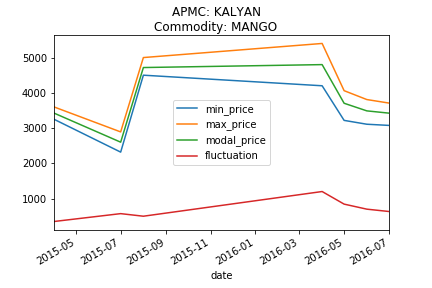 APMC: KALYAN
Commodity: MANGO
5000
4000
3000
2000
1000
min_price
max_price
modal_price
fluctuation
2015-05
2015-07
2015-09
2015-11
2016-01
2016-03
2016-05
2016-07
date